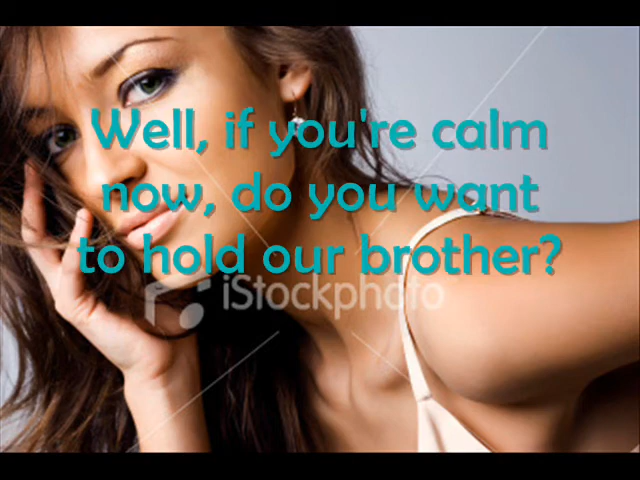 Well, if you're calm
now, do you want
to hold our brother?
iStockphoto